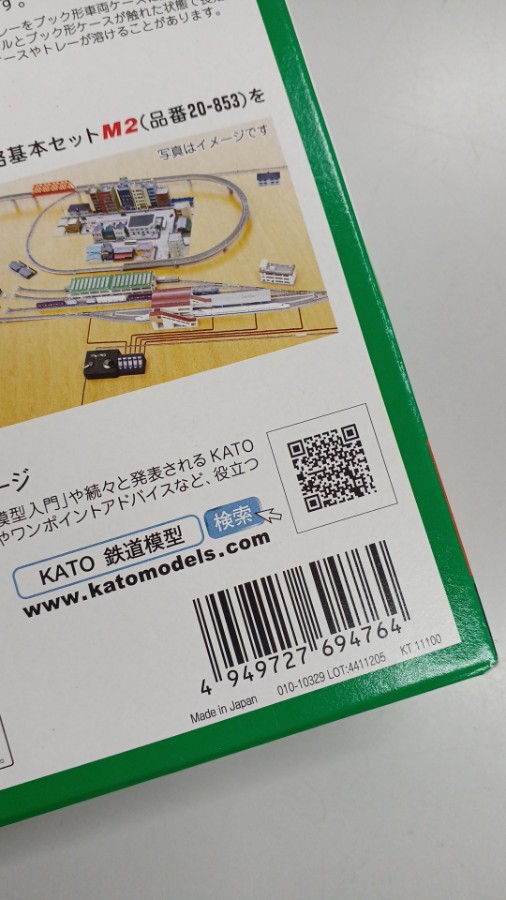 す。
レーをブック形車両ケースに
ルとブック形ケースが触れた状態で長
ケースやトレーが溶けることがあります。
路基本セットM2(品番20-853)を
写真はイメージです
ージ
模型入門」や続々と発表されるKATO
やワンポイントアドバイスなど、役立つ
KATO 鉄道模型
検索
www.katomodels.com
4 949727 694764
Made in Japan 010-10329 LOT:4411205 KT 11100